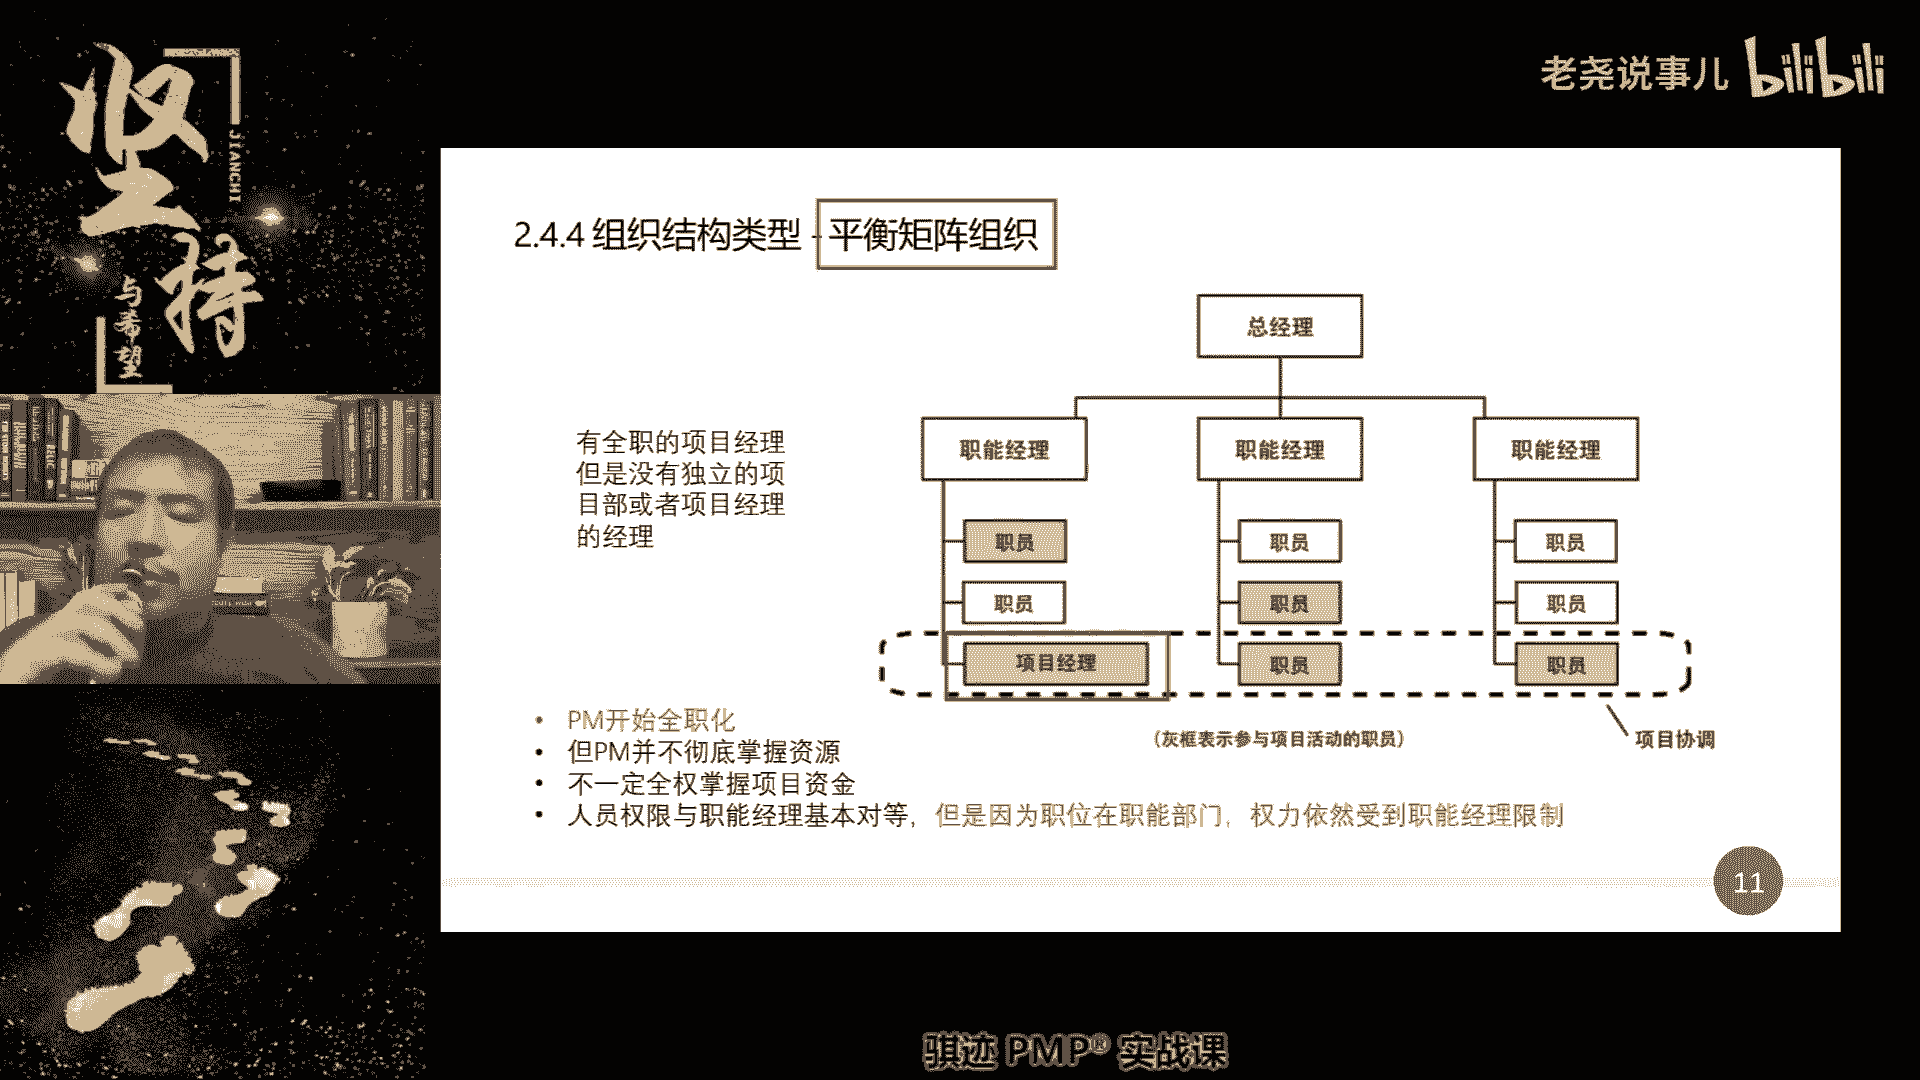 坚持
JIANCHI
与希望
老尧说事儿 bilibili
2.4.4 组织结构类型 - 平衡矩阵组织
总经理
有全职的项目经理
但是没有独立的项
目部或者项目经理
的经理
职能经理 职能经理 职能经理
职员 职员 职员
职员 职员 职员
项目经理 职员 职员
(灰框表示参与项目活动的职员)
项目协调
• PM开始全职化
• 但PM并不彻底掌握资源
• 不一定全权掌握项目资金
• 人员权限与职能经理基本对等，但是因为职位在职能部门，权力依然受到职能经理限制
11
骐迹 PMP® 实战课